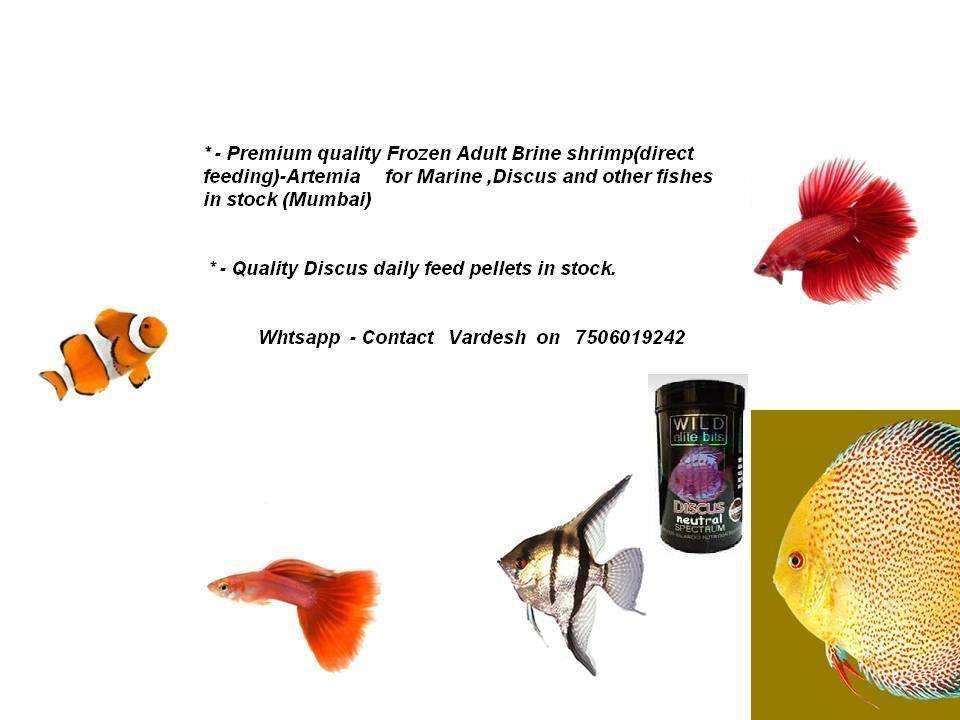 * - Premium quality Frozen Adult Brine shrimp(direct
feeding)-Artemia for Marine ,Discus and other fishes
in stock (Mumbai)
* - Quality Discus daily feed pellets in stock.
Whtsapp - Contact Vardesh on 7506019242
WILD
elite bits
DISCUS
neutral
SPECTRUM